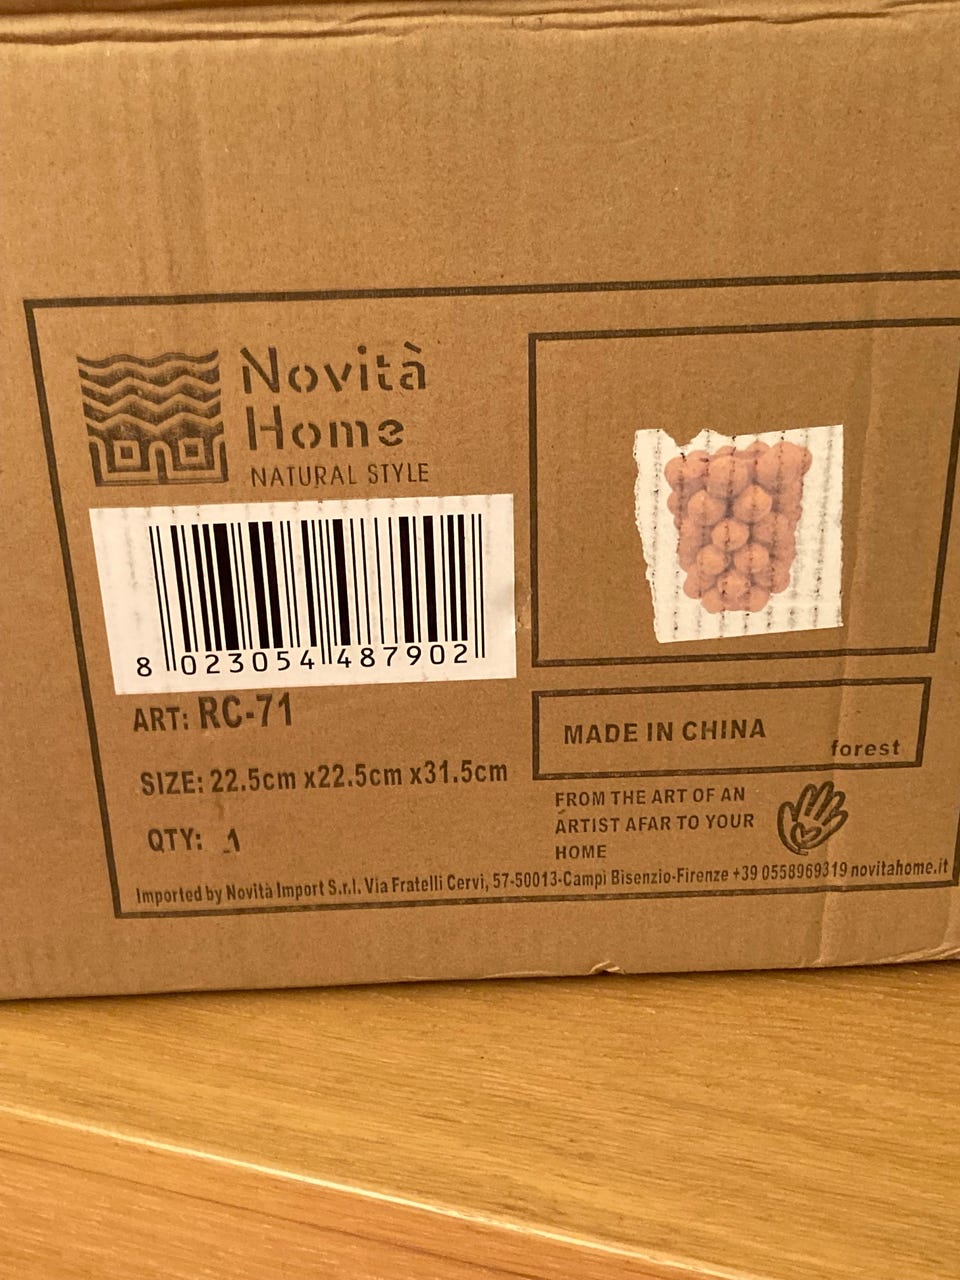 Novità
Home
NATURAL STYLE
8 023054 487902
ART: RC-71
SIZE: 22.5cm x22.5cm x31.5cm
QTY: 1
MADE IN CHINA
forest
FROM THE ART OF AN
ARTIST AFAR TO YOUR
HOME
Imported by Novità Import S.r.l. Via Fratelli Cervi, 57-50013-Campi Bisenzio-Firenze +39 0558969319 novitahome.it